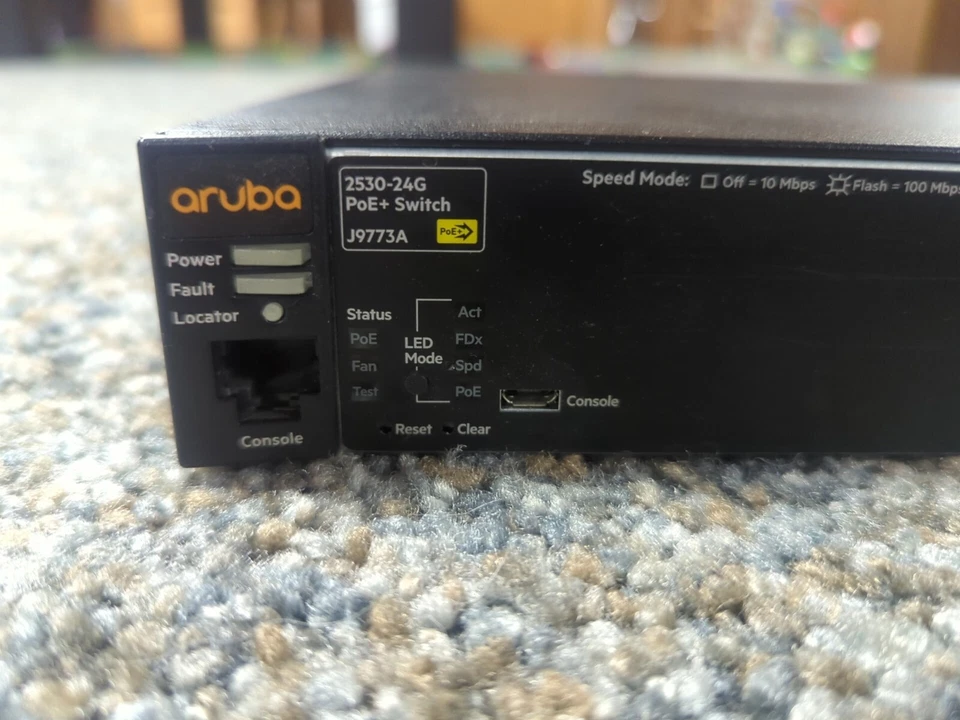 aruba
Power
Fault
Locator
Console
2530-24G
PoE+ Switch
J9773A
PoE+
Status
PoE
Fan
Test
LED
Mode
Act
FDx
Spd
PoE
Reset
Clear
Console
Speed Mode: Off = 10 Mbps Flash = 100 Mbps